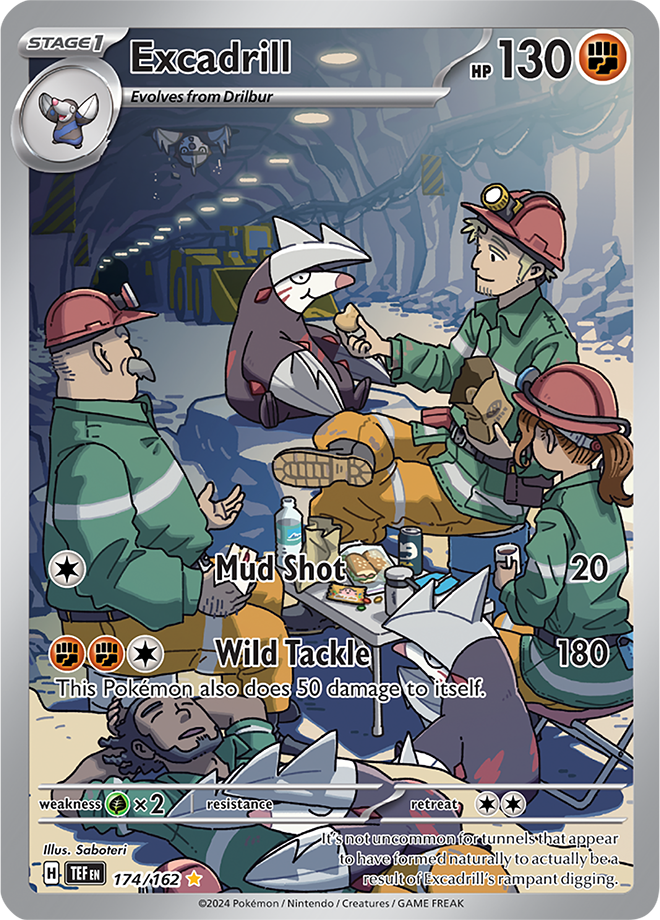 STAGE 1
Excadrill
HP 130
Evolves from Drilbur
Mud Shot 20
Wild Tackle 180
This Pokémon also does 50 damage to itself.
weakness ×2 resistance retreat
Illus. Saboteri
It's not uncommon for tunnels that appear
to have formed naturally to actually be a
result of Excadrill's rampant digging.
H TEF EN 174/162
©2024 Pokémon / Nintendo / Creatures / GAME FREAK